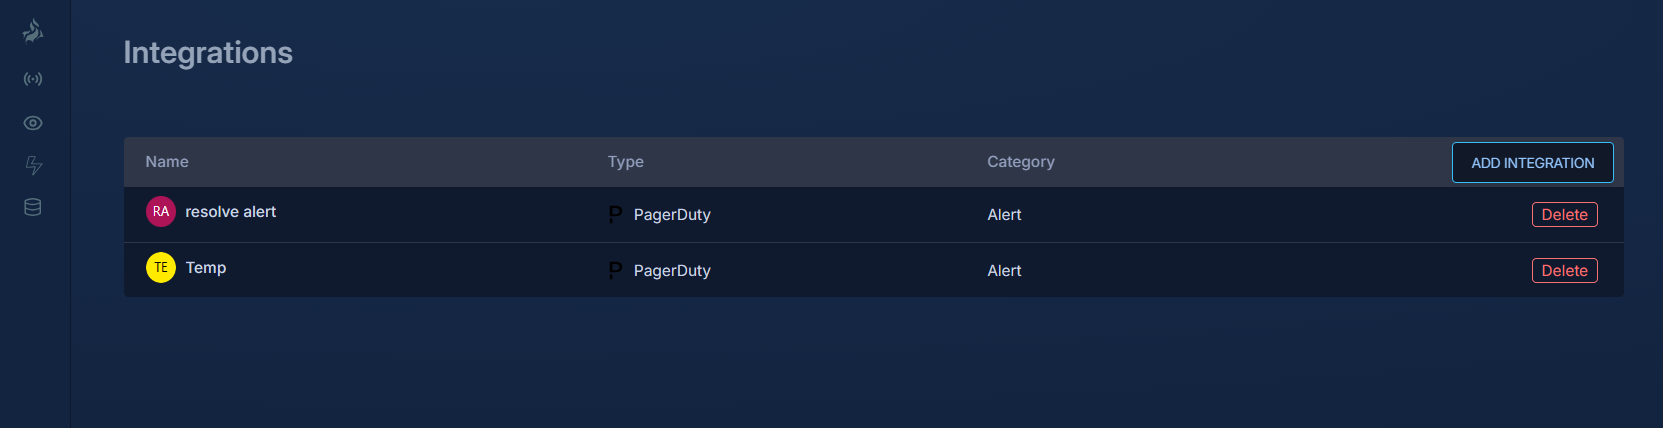 Integrations
Name Type Category ADD INTEGRATION
RA resolve alert PagerDuty Alert Delete
TE Temp PagerDuty Alert Delete